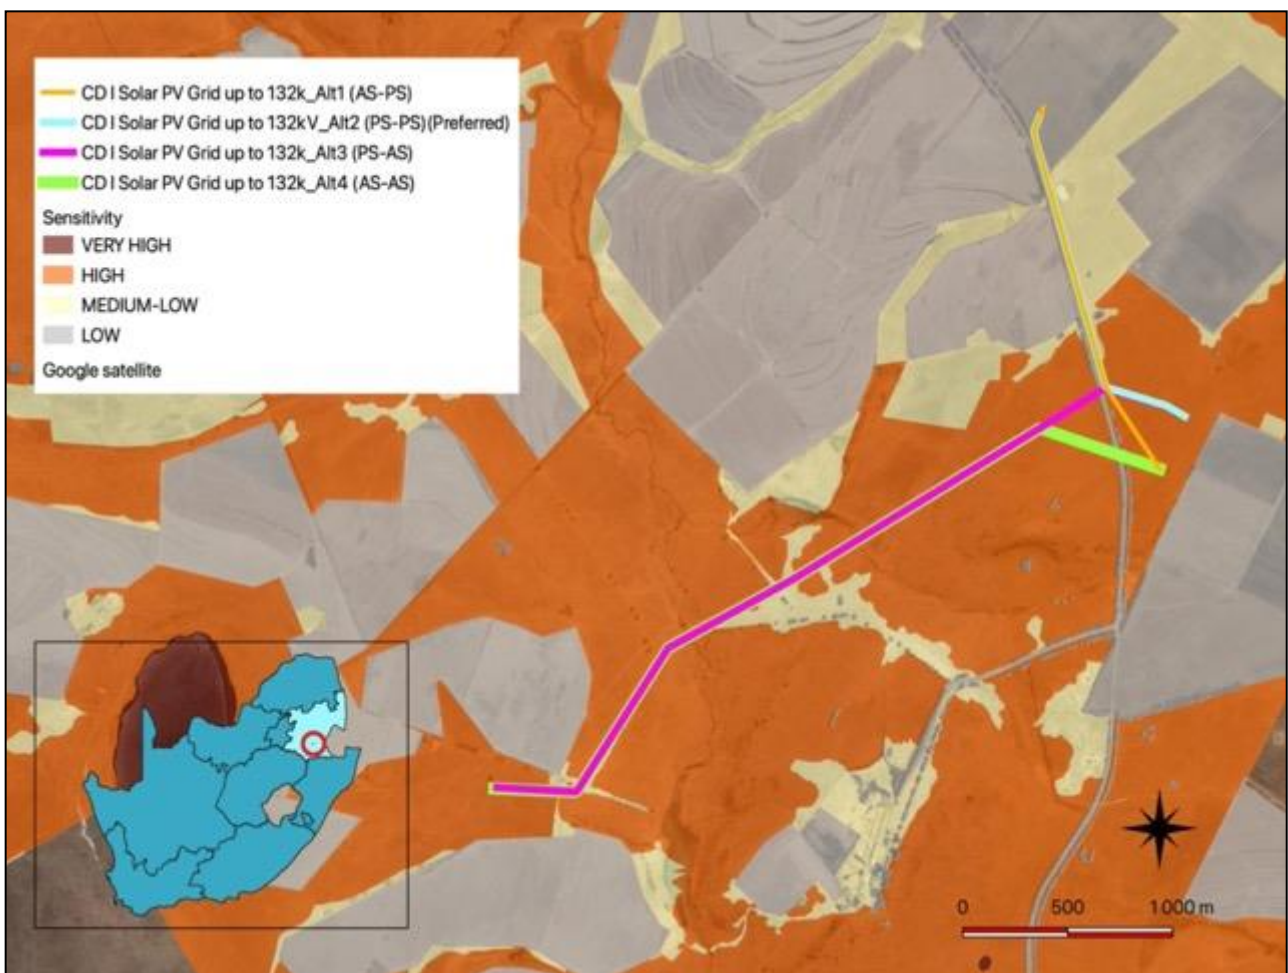 CD I Solar PV Grid up to 132k_Alt1 (AS-PS)
CD I Solar PV Grid up to 132kV_Alt2 (PS-PS)(Preferred)
CD I Solar PV Grid up to 132k_Alt3 (PS-AS)
CD I Solar PV Grid up to 132k_Alt4 (AS-AS)
Sensitivity
VERY HIGH
HIGH
MEDIUM-LOW
LOW
Google satellite
0 500 1 000 m